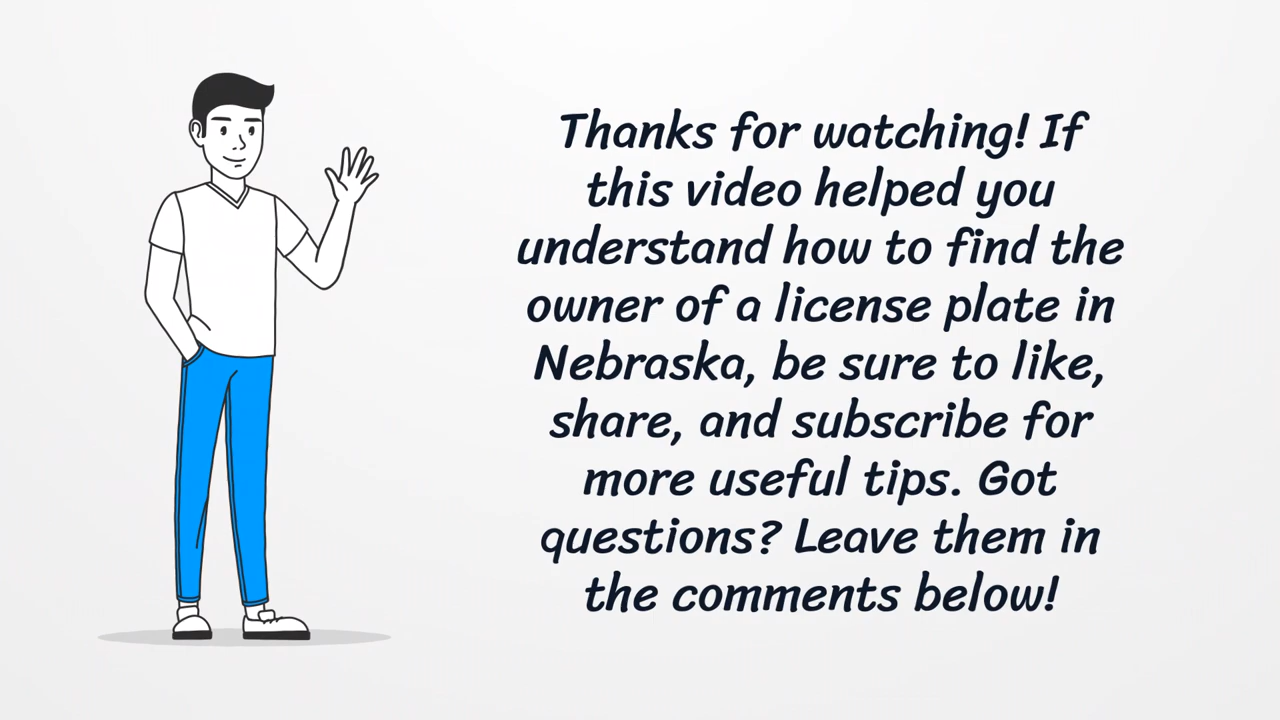 Thanks for watching! If
this video helped you
understand how to find the
owner of a license plate in
Nebraska, be sure to like,
share, and subscribe for
more useful tips. Got
questions? Leave them in
the comments below!